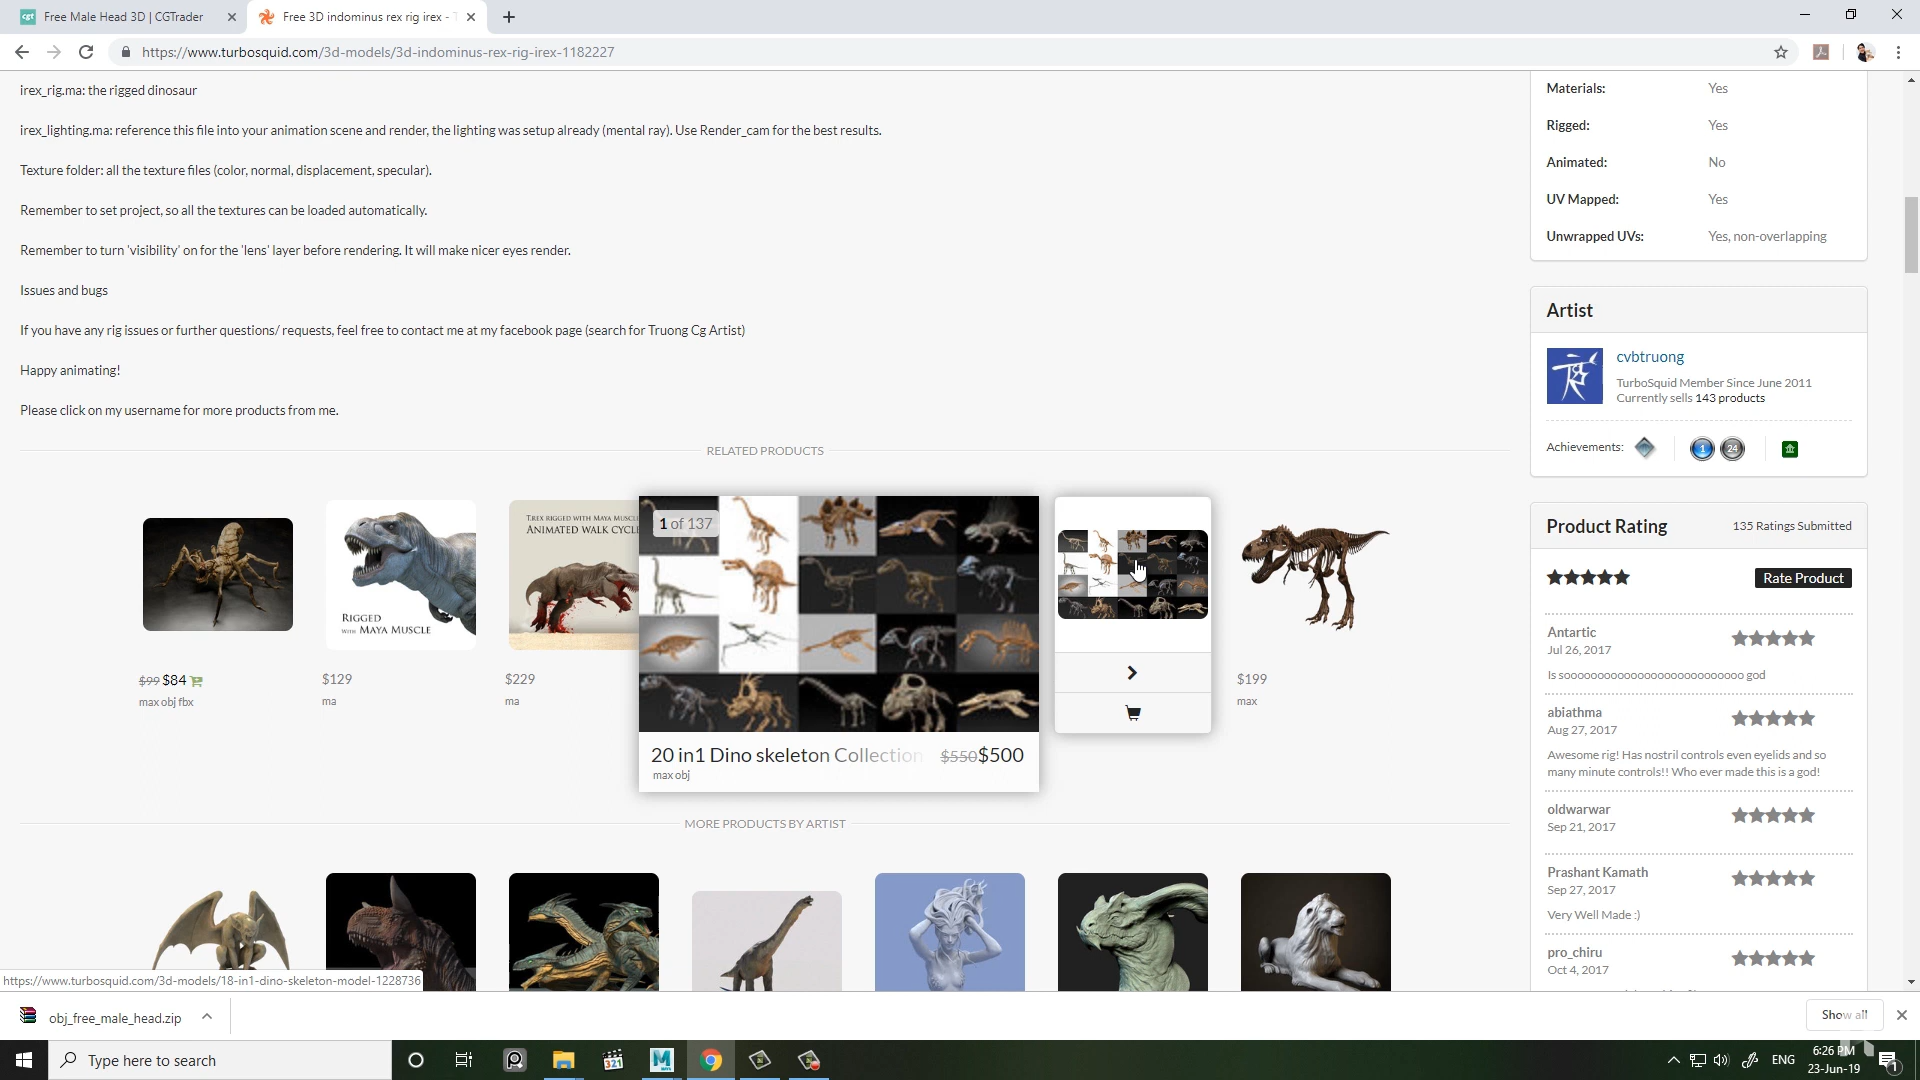 Free Male Head 3D | CGTrader
Free 3D indominus rex rig irex -
https://www.turbosquid.com/3d-models/3d-indominus-rex-rig-irex-1182227
irex_rig.ma: the rigged dinosaur
irex_lighting.ma: reference this file into your animation scene and render, the lighting was setup already (mental ray). Use Render_cam for the best results.
Texture folder: all the texture files (color, normal, displacement, specular).
Remember to set project, so all the textures can be loaded automatically.
Remember to turn 'visibility' on for the 'lens' layer before rendering. It will make nicer eyes render.
Issues and bugs
If you have any rig issues or further questions/ requests, feel free to contact me at my facebook page (search for Truong Cg Artist)
Happy animating!
Please click on my username for more products from me.
RELATED PRODUCTS
$99 $84
max obj fbx
RIGGED
WITH MAYA MUSCLE
$129
ma
T.REX RIGGED WITH MAYA MUSCLE
ANIMATED WALK CYCLE
$229
ma
1 of 137
20 in1 Dino skeleton Collection $550 $500
max obj
$199
max
MORE PRODUCTS BY ARTIST
Materials: Yes
Rigged: Yes
Animated: No
UV Mapped: Yes
Unwrapped UVs: Yes, non-overlapping
Artist
cvbtruong
TurboSquid Member Since June 2011
Currently sells 143 products
Achievements: 1 24
Product Rating 135 Ratings Submitted
Rate Product
Antartic
Jul 26, 2017
Is sooooooooooooooooooooooooooo god
abiathma
Aug 27, 2017
Awesome rig! Has nostril controls even eyelids and so
many minute controls!! Who ever made this is a god!
oldwarwar
Sep 21, 2017
Prashant Kamath
Sep 27, 2017
Very Well Made :)
pro_chiru
Oct 4, 2017
https://www.turbosquid.com/3d-models/18-in1-dino-skeleton-model-1228736
obj_free_male_head.zip
Show all
Type here to search
ENG
6:26 PM
23-Jun-19
1